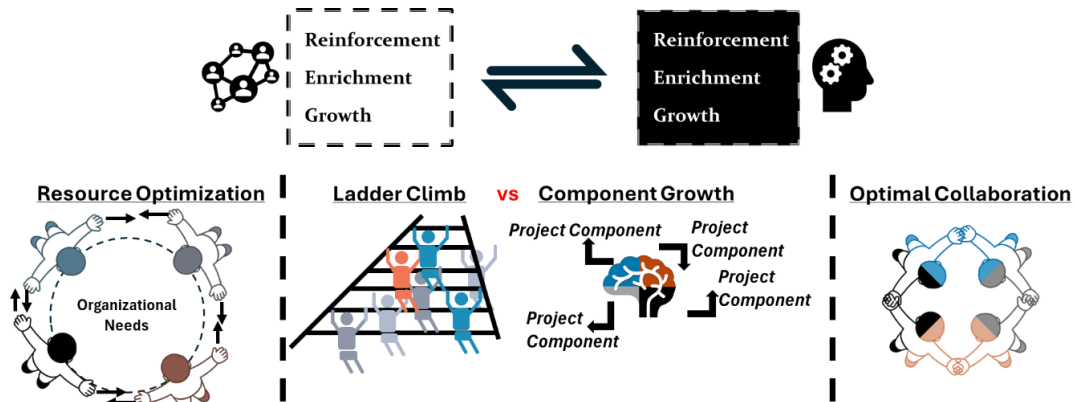 Reinforcement
Enrichment
Growth
Reinforcement
Enrichment
Growth
Resource Optimization
Organizational
Needs
Ladder Climb vs Component Growth
Project Component
Project
Component
Project
Component
Project
Component
Optimal Collaboration